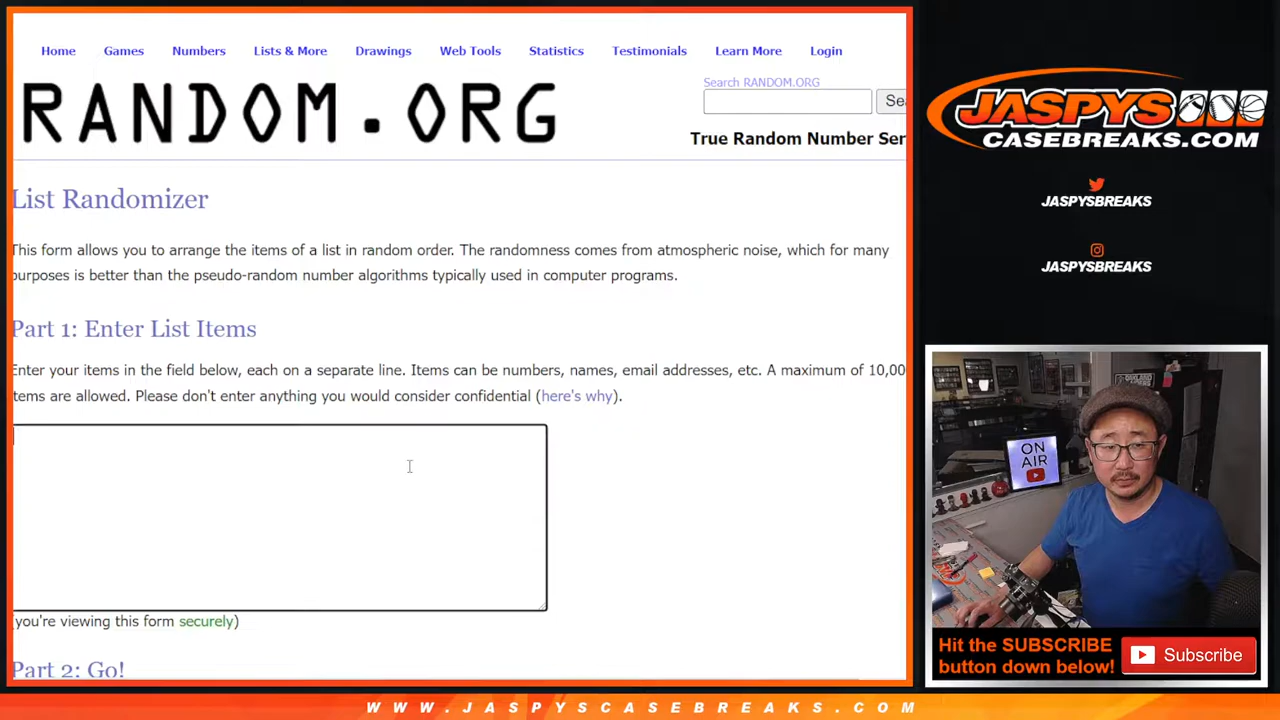 Home Games Numbers Lists & More Drawings Web Tools Statistics Testimonials Learn More Login
Search RANDOM.ORG
RANDOM.ORG
Sea
True Random Number Ser
List Randomizer
This form allows you to arrange the items of a list in random order. The randomness comes from atmospheric noise, which for many
purposes is better than the pseudo-random number algorithms typically used in computer programs.
Part 1: Enter List Items
Enter your items in the field below, each on a separate line. Items can be numbers, names, email addresses, etc. A maximum of 10,00
items are allowed. Please don't enter anything you would consider confidential (here's why).
(you're viewing this form securely)
Part 2: Go!
JASPYS
CASEBREAKS.COM
JASPYSBREAKS
JASPYSBREAKS
ON
AIR
Hit the SUBSCRIBE
button down below!
Subscribe
WWW.JASPYSCASEBREAKS.COM